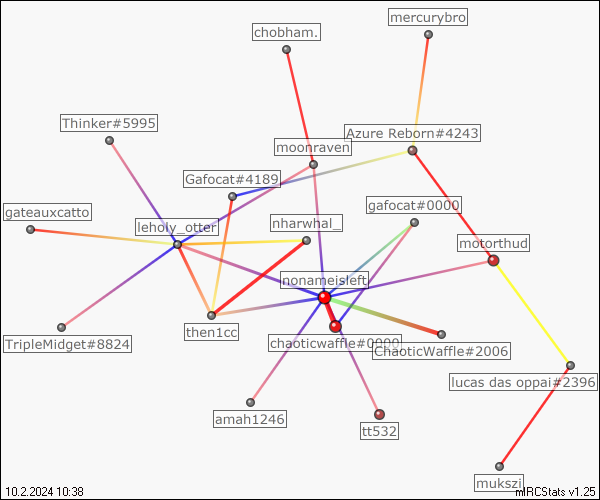 mercurybro
chobham.
Thinker#5995
Azure Reborn#4243
moonraven
Gafocat#4189
gafocat#0000
gateauxcatto
leholy_otter
nharwhal_
motorthud
nonameisleft
then1cc
chaoticwaffle#0000
TripleMidget#8824
ChaoticWaffle#2006
lucas das oppai#2396
amah1246
tt532
mukszi
10.2.2024 10:38
mIRCStats v1.25